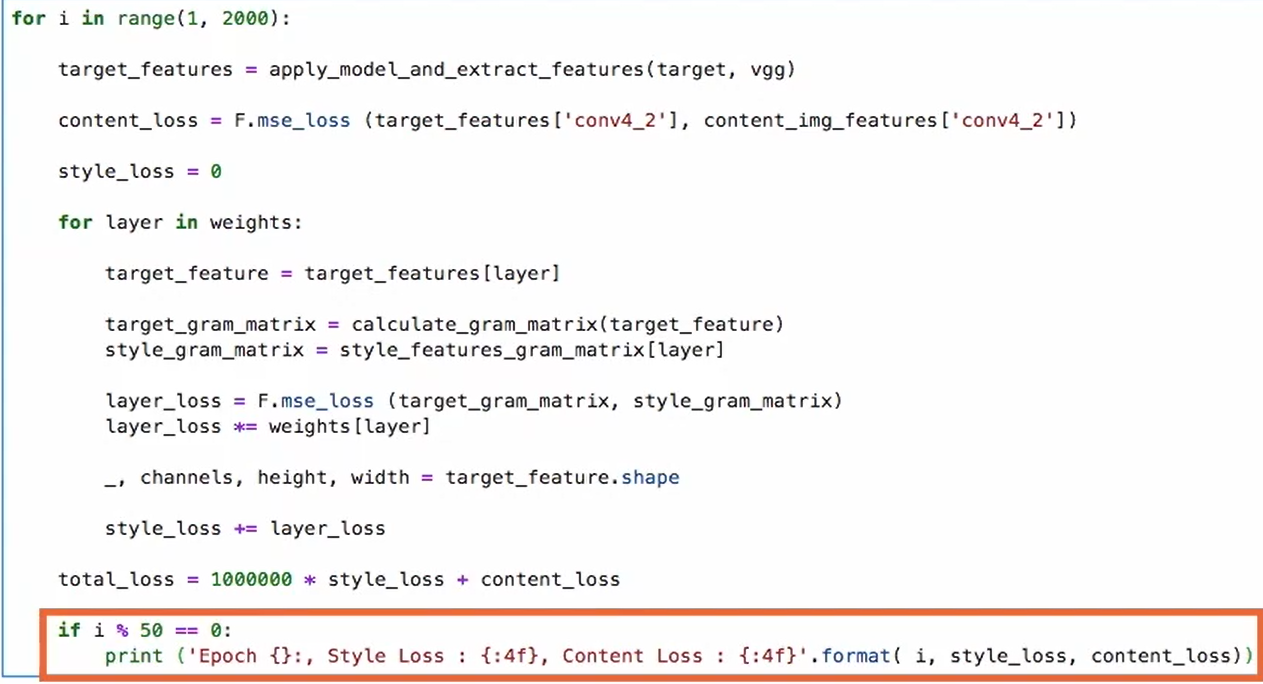 for i in range(1, 2000):
target_features = apply_model_and_extract_features(target, vgg)
content_loss = F.mse_loss (target_features['conv4_2'], content_img_features['conv4_2'])
style_loss = 0
for layer in weights:
target_feature = target_features[layer]
target_gram_matrix = calculate_gram_matrix(target_feature)
style_gram_matrix = style_features_gram_matrix[layer]
layer_loss = F.mse_loss (target_gram_matrix, style_gram_matrix)
layer_loss *= weights[layer]
_, channels, height, width = target_feature.shape
style_loss += layer_loss
total_loss = 1000000 * style_loss + content_loss
if i % 50 == 0:
print ('Epoch {}:, Style Loss : {:4f}, Content Loss : {:4f}'.format( i, style_loss, content_loss))